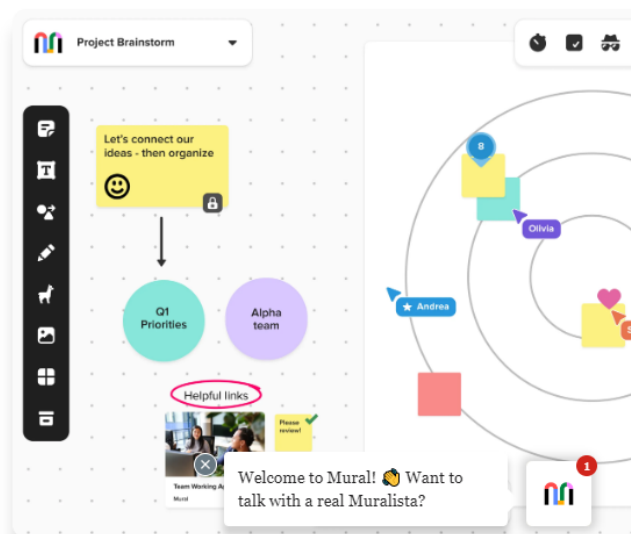 Project Brainstorm
Let's connect our
ideas - then organize
8
Olivia
Andrea
Q1
Priorities
Alpha
team
Helpful links
Please
review!
Team Working
Mural
1
Welcome to Mural! 👏 Want to
talk with a real Muralista?